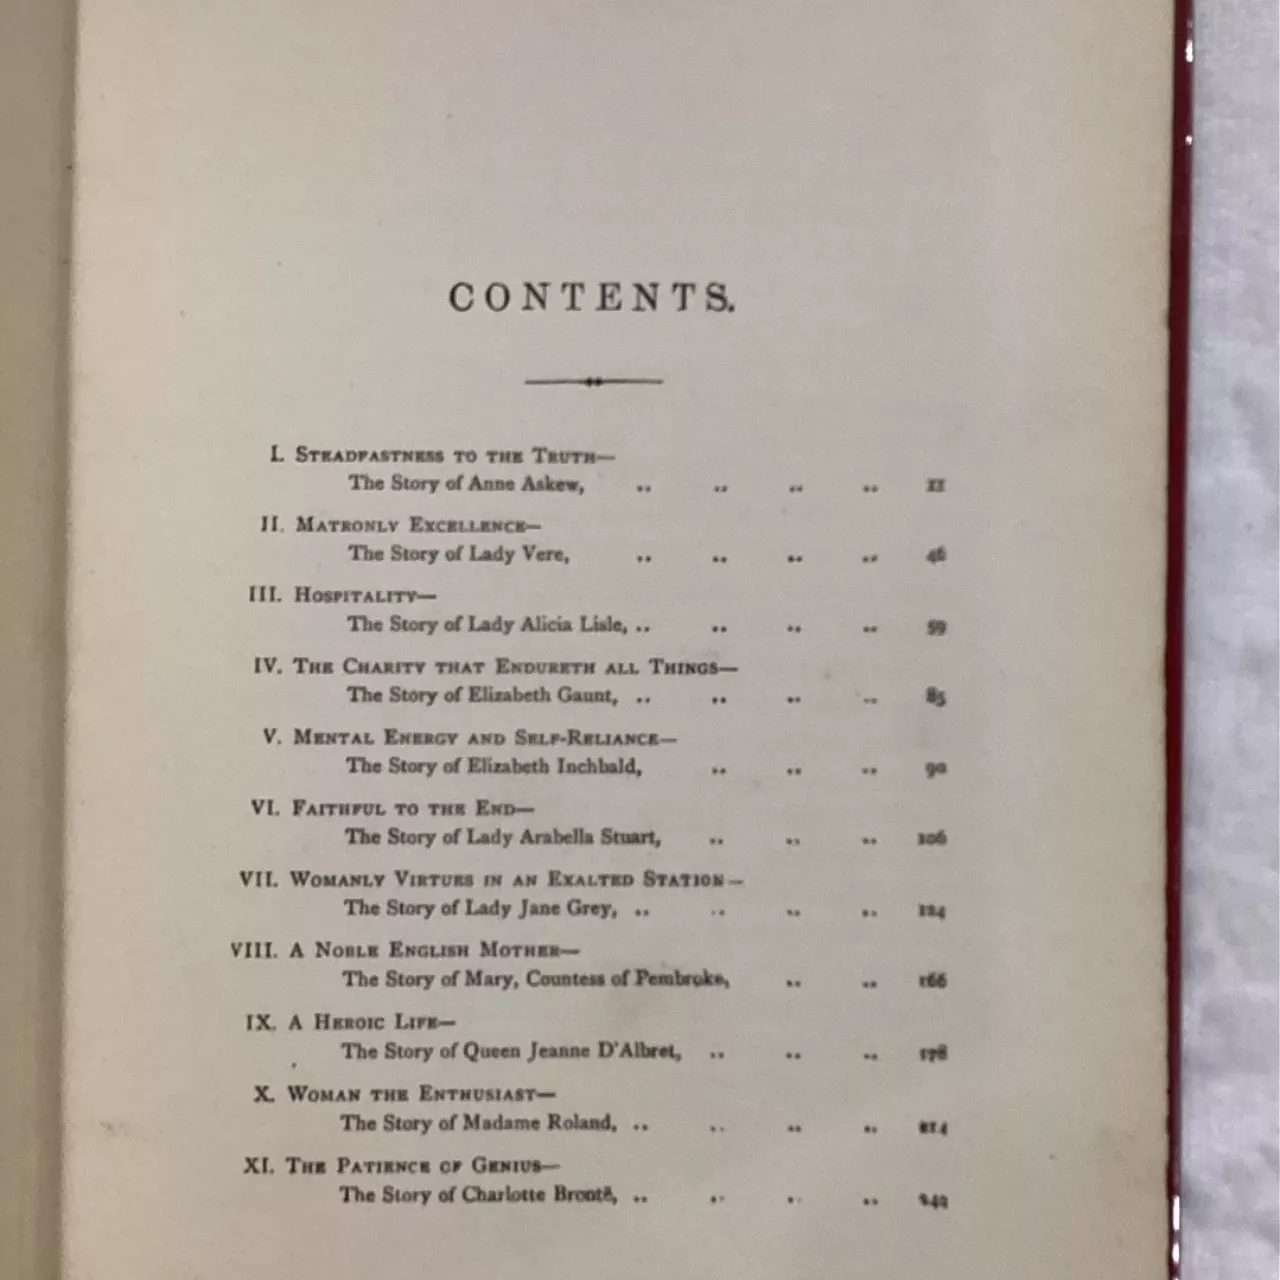 CONTENTS.
I. STEADFASTNESS TO THE TRUTH—
The Story of Anne Askew, .. .. .. .. 11
II. MATRONLY EXCELLENCE—
The Story of Lady Vere, .. .. .. .. 46
III. HOSPITALITY—
The Story of Lady Alicia Lisle, .. .. .. .. 59
IV. THE CHARITY THAT ENDURETH ALL THINGS—
The Story of Elizabeth Gaunt, .. .. .. .. 85
V. MENTAL ENERGY AND SELF-RELIANCE—
The Story of Elizabeth Inchbald, .. .. .. 90
VI. FAITHFUL TO THE END—
The Story of Lady Arabella Stuart, .. .. .. 106
VII. WOMANLY VIRTUES IN AN EXALTED STATION—
The Story of Lady Jane Grey, .. .. .. .. 124
VIII. A NOBLE ENGLISH MOTHER—
The Story of Mary, Countess of Pembroke, .. .. 166
IX. A HEROIC LIFE—
The Story of Queen Jeanne D'Albret, .. .. .. 178
X. WOMAN THE ENTHUSIAST—
The Story of Madame Roland, .. .. .. .. 214
XI. THE PATIENCE OF GENIUS—
The Story of Charlotte Brontë, .. .. .. ..